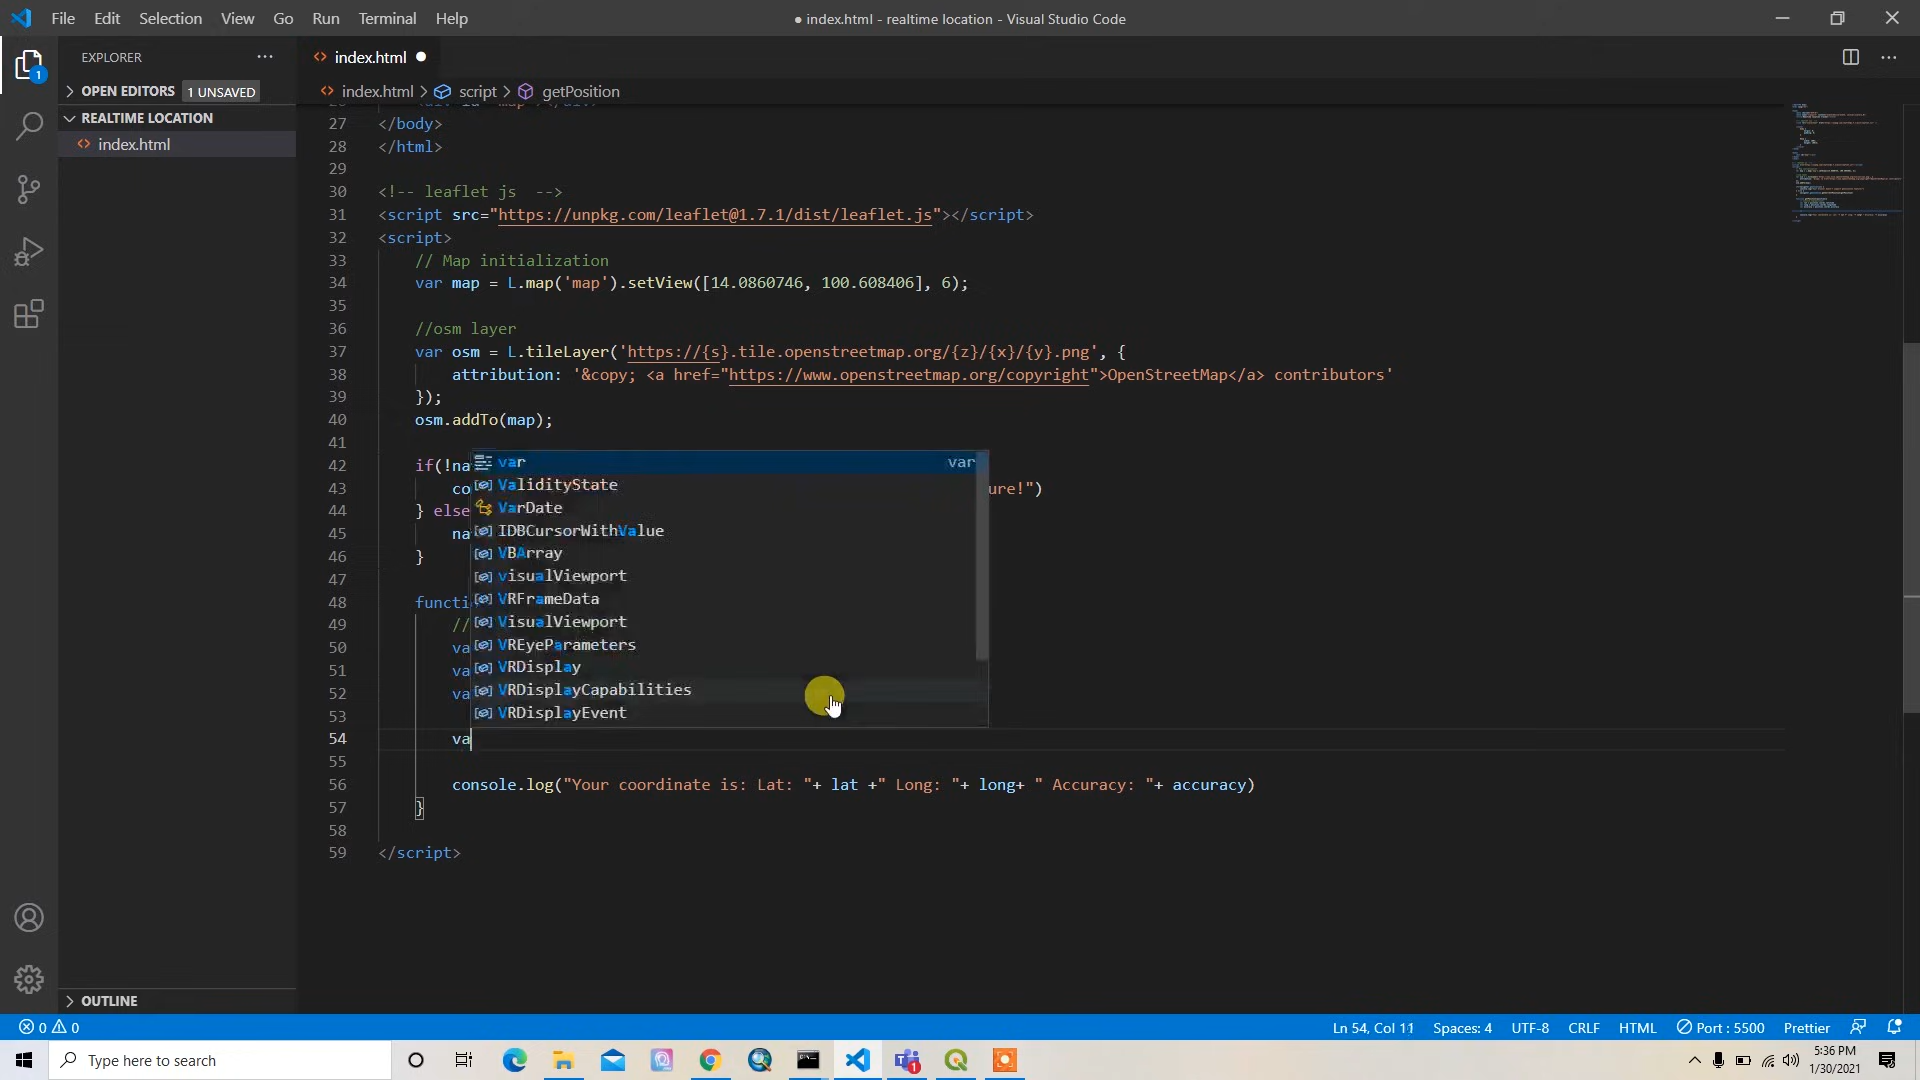 File Edit Selection View Go Run Terminal Help
● index.html - realtime location - Visual Studio Code
EXPLORER
index.html
OPEN EDITORS 1 UNSAVED
index.html > script > getPosition
REALTIME LOCATION
index.html
27 </body>
28 </html>
29
30 <!-- leaflet js -->
31 <script src="https://unpkg.com/leaflet@1.7.1/dist/leaflet.js"></script>
32 <script>
33 // Map initialization
34 var map = L.map('map').setView([14.0860746, 100.608406], 6);
35
36 //osm layer
37 var osm = L.tileLayer('https://{s}.tile.openstreetmap.org/{z}/{x}/{y}.png', {
38 attribution: '&copy; <a href="https://www.openstreetmap.org/copyright">OpenStreetMap</a> contributors'
39 });
40 osm.addTo(map);
41
42 if(!na
43 co ure!")
44 } else
45 na
46 }
47
48 functi
49 //
50 va
51 va
52 va
53
54 va
55
56 console.log("Your coordinate is: Lat: "+ lat +" Long: "+ long+ " Accuracy: "+ accuracy)
57 }
58
59 </script>
var var
ValidityState
VarDate
IDBCursorWithValue
VBArray
visualViewport
VRFrameData
VisualViewport
VREyeParameters
VRDisplay
VRDisplayCapabilities
VRDisplayEvent
OUTLINE
0 0
Ln 54, Col 11 Spaces: 4 UTF-8 CRLF HTML Port : 5500 Prettier
Type here to search
5:36 PM
1/30/2021